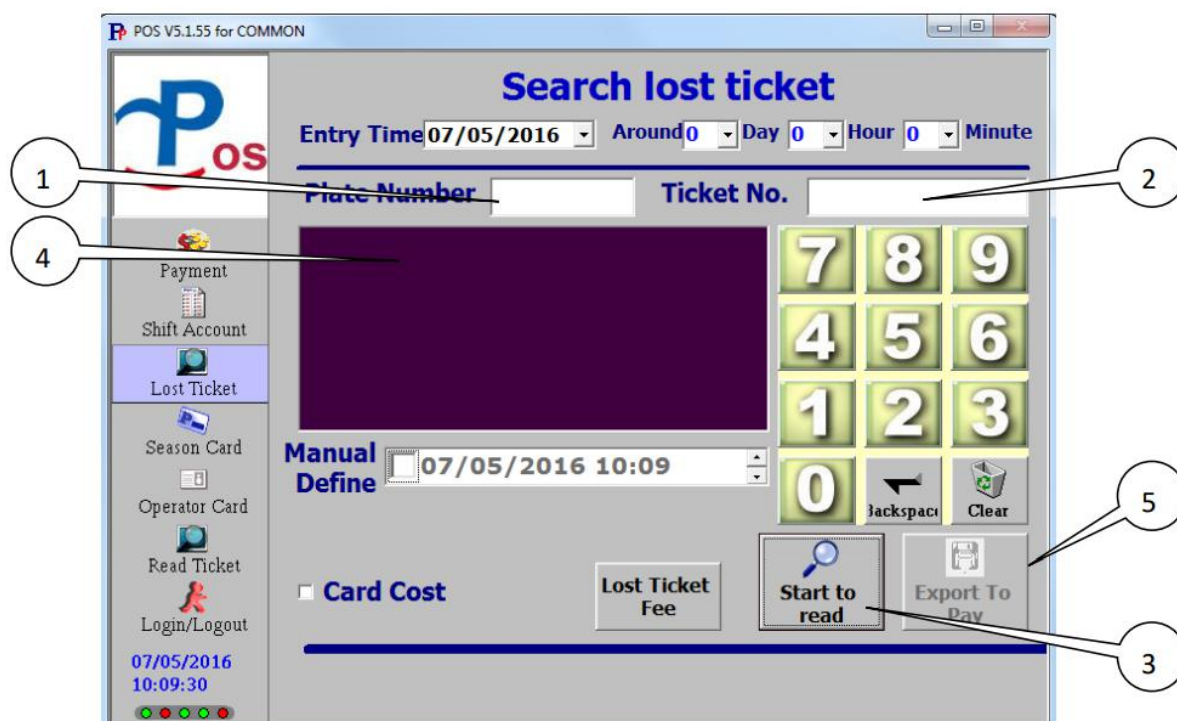 POS V5.1.55 for COMMON
Pos
Search lost ticket
Entry Time 07/05/2016 Around 0 Day 0 Hour 0 Minute
Plate Number Ticket No.
1
2
4
Payment
Shift Account
Lost Ticket
Season Card
Operator Card
Read Ticket
Login/Logout
07/05/2016
10:09:30
7 8 9
4 5 6
1 2 3
0 Backspace Clear
Manual
Define
07/05/2016 10:09
Card Cost
Lost Ticket
Fee
Start to
read
Export To
Pay
5
3